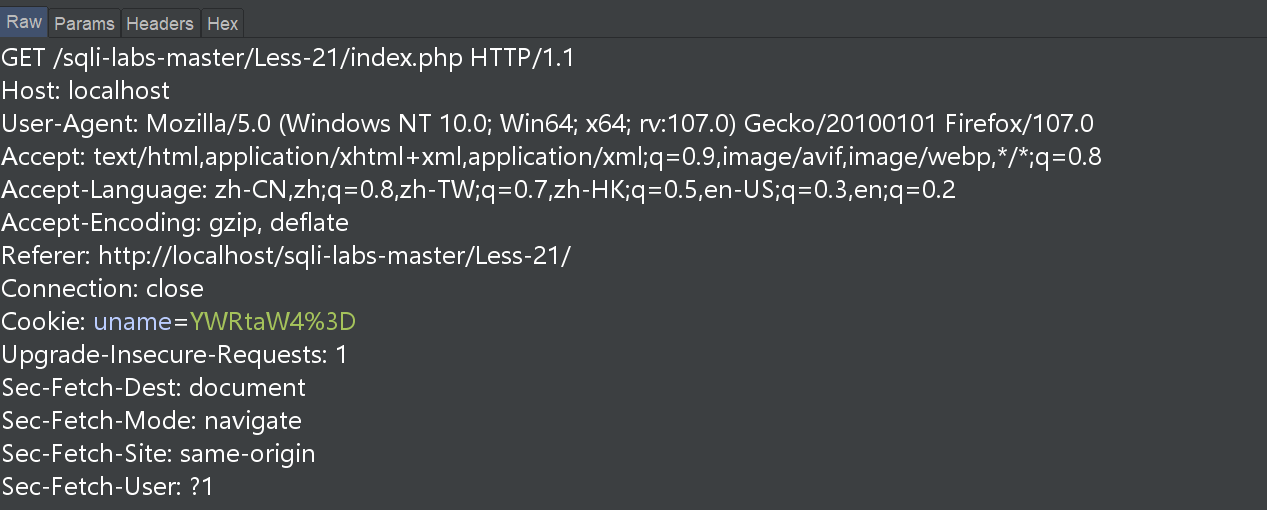 Raw Params Headers Hex
GET /sqli-labs-master/Less-21/index.php HTTP/1.1
Host: localhost
User-Agent: Mozilla/5.0 (Windows NT 10.0; Win64; x64; rv:107.0) Gecko/20100101 Firefox/107.0
Accept: text/html,application/xhtml+xml,application/xml;q=0.9,image/avif,image/webp,*/*;q=0.8
Accept-Language: zh-CN,zh;q=0.8,zh-TW;q=0.7,zh-HK;q=0.5,en-US;q=0.3,en;q=0.2
Accept-Encoding: gzip, deflate
Referer: http://localhost/sqli-labs-master/Less-21/
Connection: close
Cookie: uname=YWRtaW4%3D
Upgrade-Insecure-Requests: 1
Sec-Fetch-Dest: document
Sec-Fetch-Mode: navigate
Sec-Fetch-Site: same-origin
Sec-Fetch-User: ?1